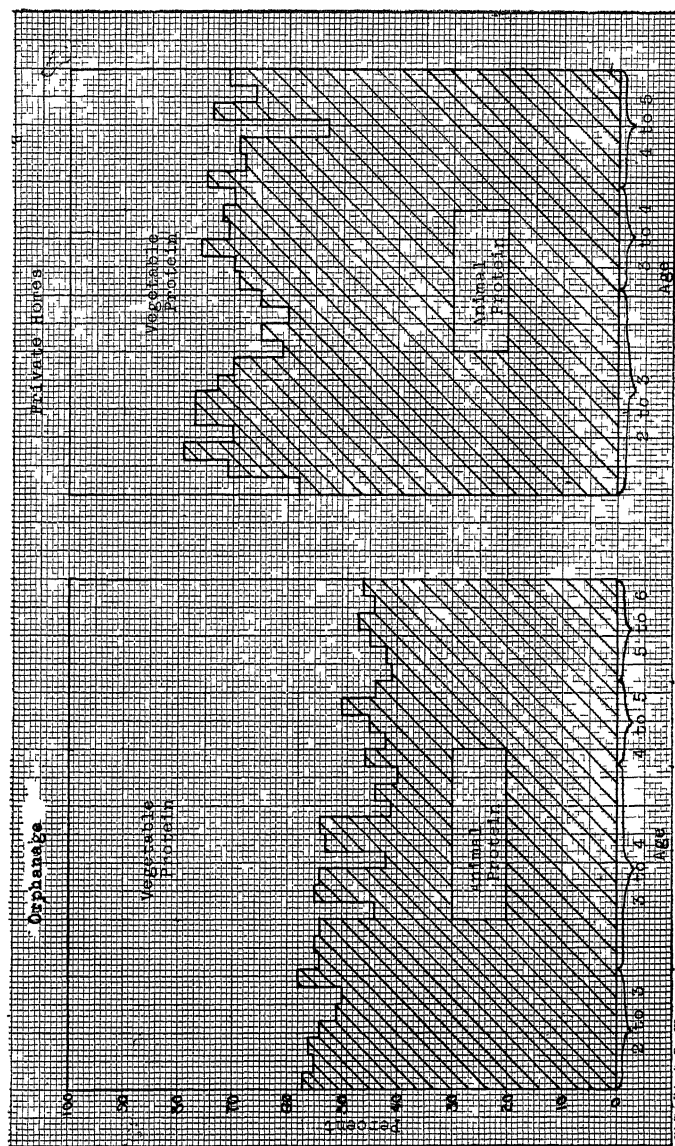 Orphanage
Private Homes
Vegetable
Protein
Vegetable
Protein
Animal
Protein
Animal
Protein
Percent
100
70
60
50
40
30
20
10
0
2 to 3
3 to 4
4 to 5
5 to 6
Age
2 to 3
3 to 4
4 to 5
Age